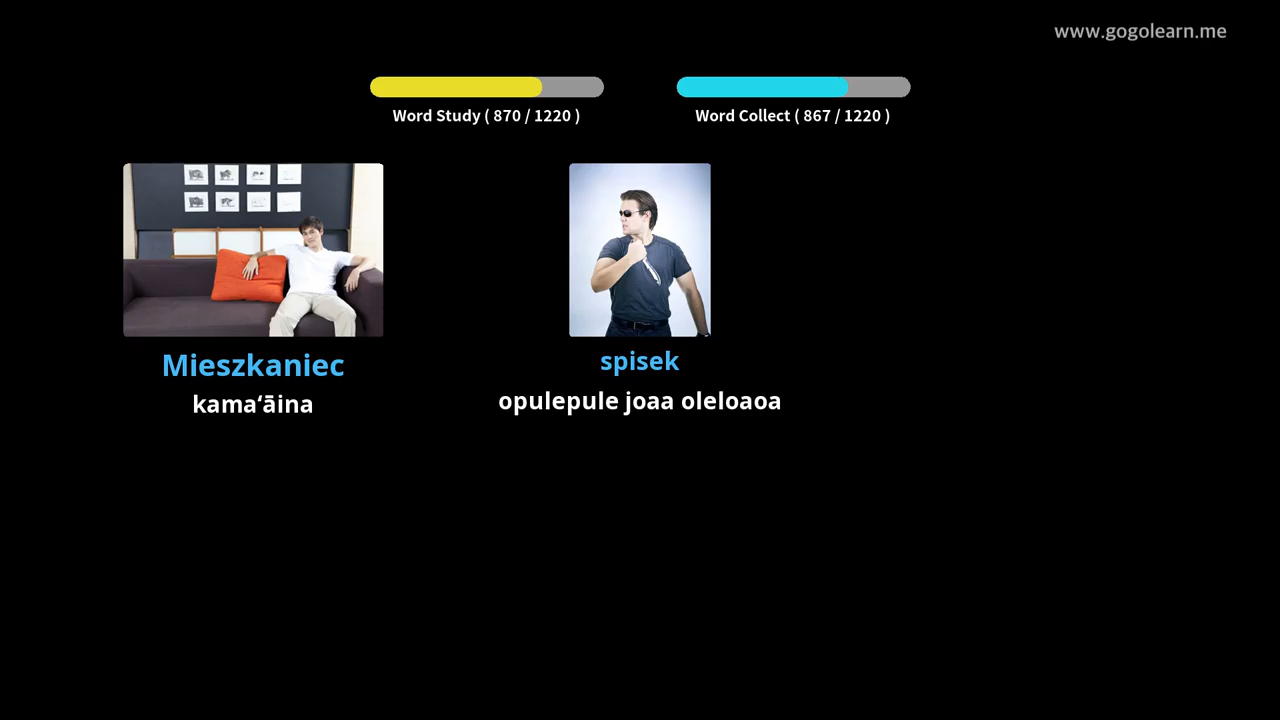 www.gogolearn.me
Word Study ( 870 / 1220 )
Word Collect ( 867 / 1220 )
Mieszkaniec
kamaʻāina
spisek
opulepule joaa oleloaoa